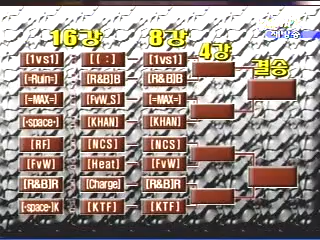 16강 8강 4강 결승
[1vs1] [( : ] [1vs1]
[=Ruin=] [R&B]B [R&B]B
[=MAX=] [FvW_S] [=MAX=]
[-space-] [KHAN] [KHAN]
[RF] [NCS] [NCS]
[FvW] [Heat] [FvW]
[R&B]R [Charge] [R&B]R
[-space-]K [KTF] [KTF]